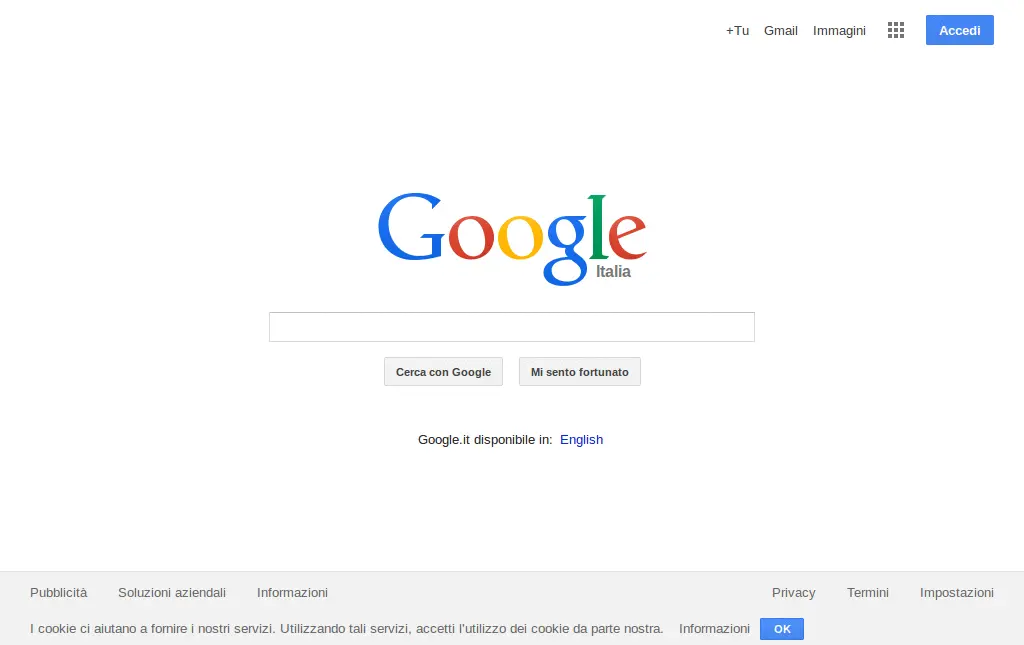 +Tu Gmail Immagini Accedi
Google
Italia
Cerca con Google Mi sento fortunato
Google.it disponibile in: English
Pubblicità Soluzioni aziendali Informazioni Privacy Termini Impostazioni
I cookie ci aiutano a fornire i nostri servizi. Utilizzando tali servizi, accetti l'utilizzo dei cookie da parte nostra. Informazioni OK